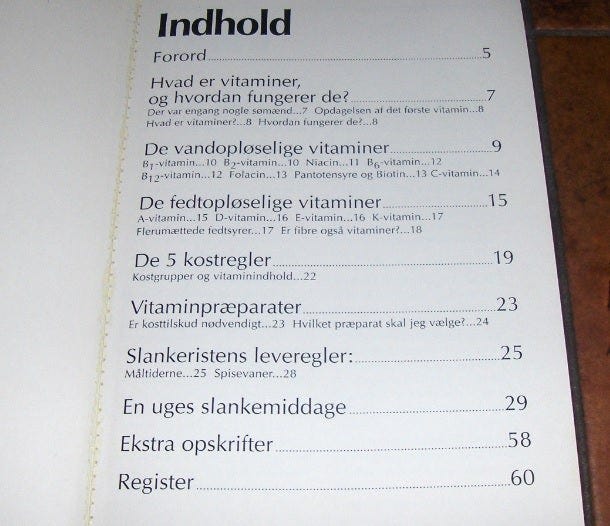 Indhold
Forord 5
Hvad er vitaminer,
og hvordan fungerer de? 7
Der var engang nogle sømænd...7 Opdagelsen af det første vitamin...8
Hvad er vitaminer?...8 Hvordan fungerer de?...8
De vandopløselige vitaminer 9
B1-vitamin...10 B2-vitamin...10 Niacin...11 B6-vitamin...12
B12-vitamin...12 Folacin...13 Pantotensyre og Biotin...13 C-vitamin...14
De fedtopløselige vitaminer 15
A-vitamin...15 D-vitamin...16 E-vitamin...16 K-vitamin...17
Flerumættede fedtsyrer...17 Er fibre også vitaminer?...18
De 5 kostregler 19
Kostgrupper og vitaminindhold...22
Vitaminpræparater 23
Er kosttilskud nødvendigt...23 Hvilket præparat skal jeg vælge?...24
Slankeristens leveregler: 25
Måltiderne...25 Spisevaner...28
En uges slankemiddage 29
Ekstra opskrifter 58
Register 60